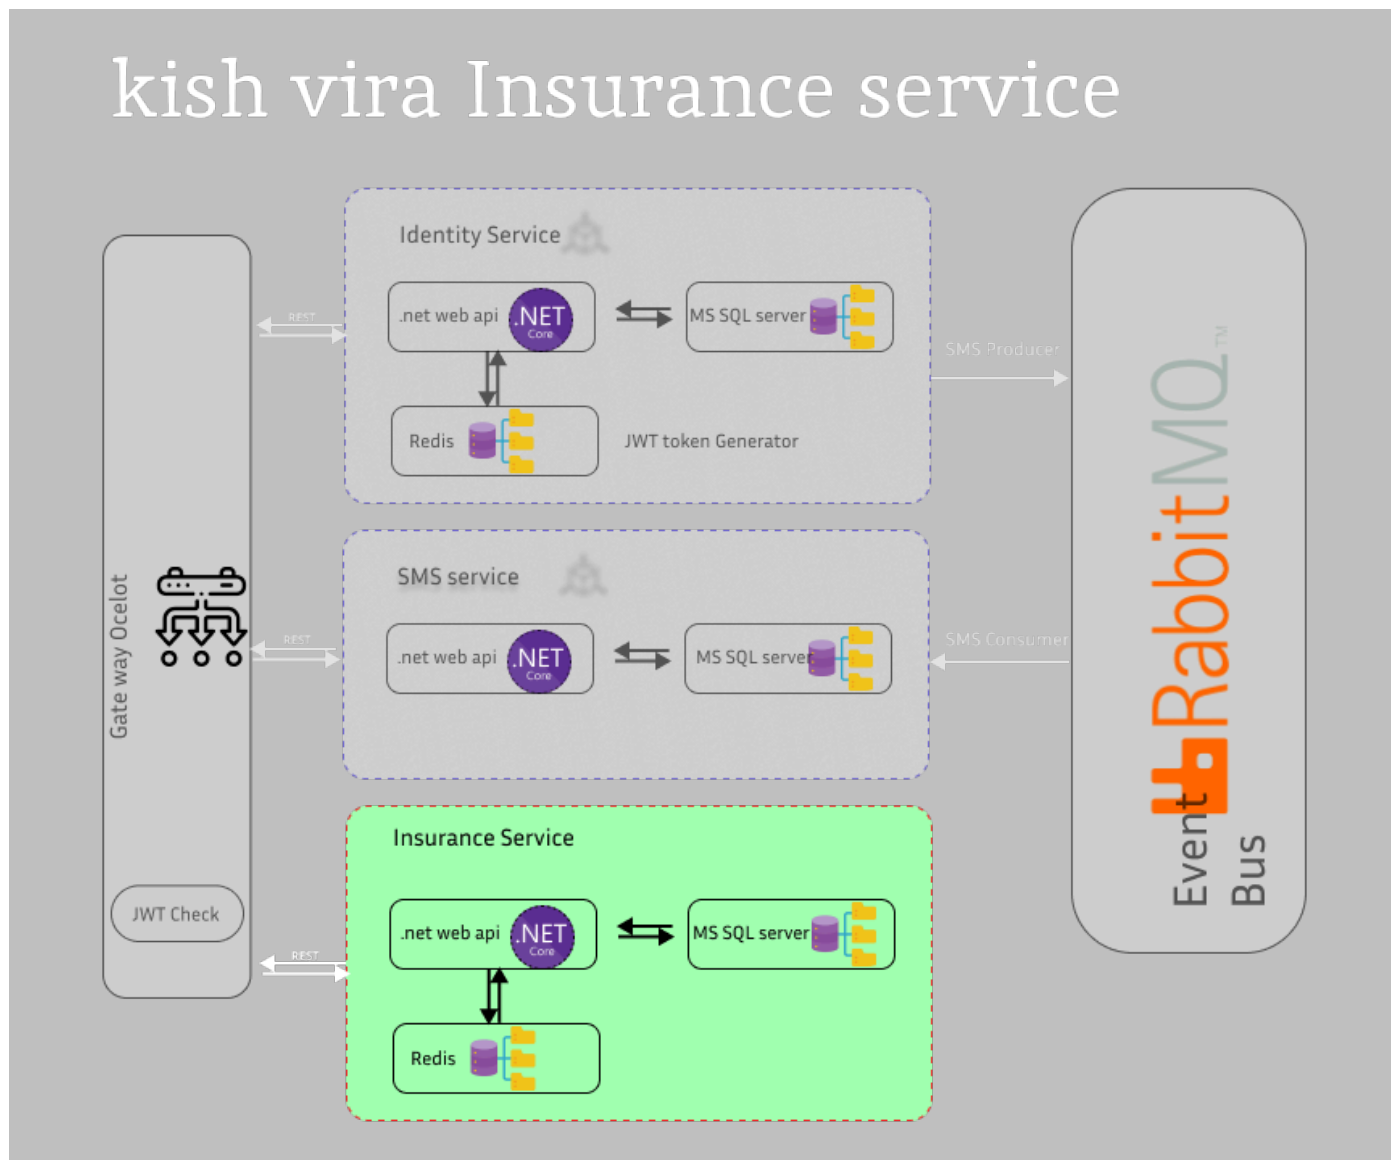 kish vira Insurance service
Identity Service
.net web api
.NET
Core
MS SQL server
REST
Redis
JWT token Generator
SMS Producer
SMS service
.net web api
.NET
Core
MS SQL server
REST
SMS Consumer
Gate way Ocelot
JWT Check
RabbitMQ™
Event
Bus
Insurance Service
.net web api
.NET
Core
MS SQL server
REST
Redis